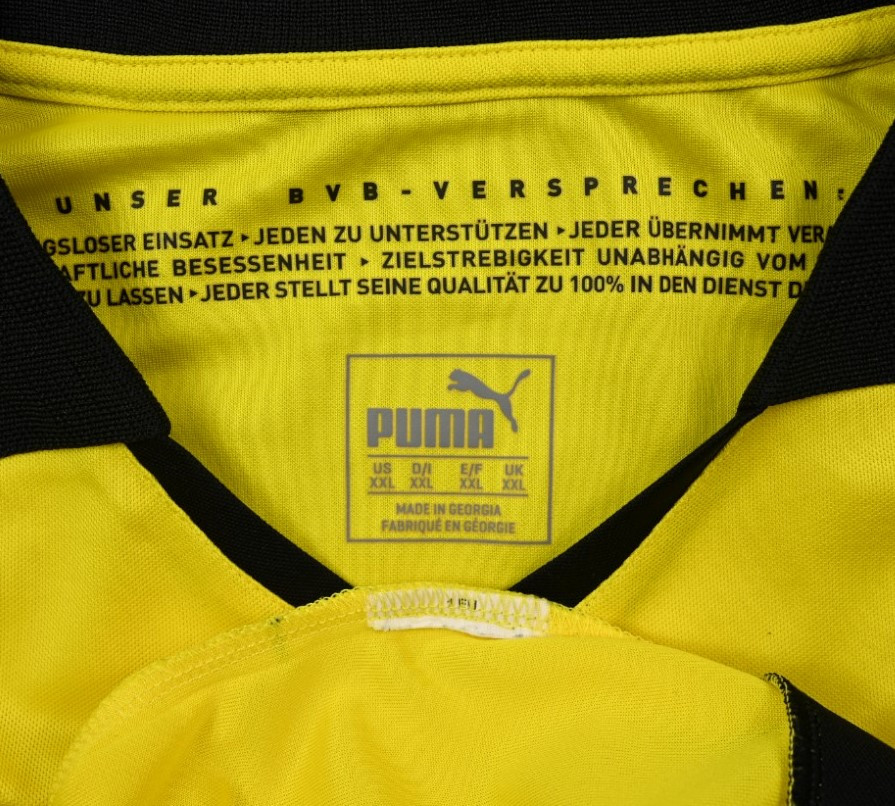 UNSER BVB-VERSPRECHEN:
GSLOSER EINSATZ ▸ JEDEN ZU UNTERSTÜTZEN ▸ JEDER ÜBERNIMMT VERA
AFTLICHE BESESSENHEIT ▸ ZIELSTREBIGKEIT UNABHÄNGIG VOM
ZU LASSEN ▸ JEDER STELLT SEINE QUALITÄT ZU 100% IN DEN DIENST D
PUMA
US D/I E/F UK
XXL XXL XXL XXL
MADE IN GEORGIA
FABRIQUÉ EN GÉORGIE